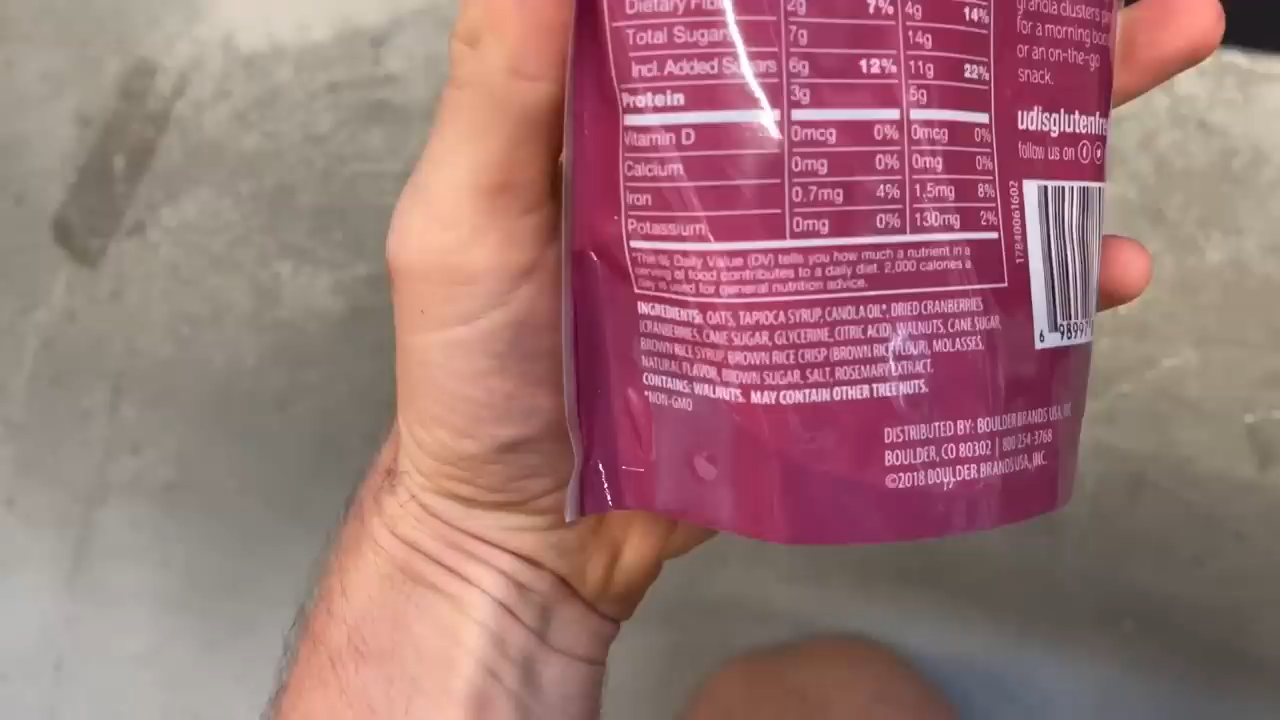 Dietary 2g 7% 4g 14%
Total Sugars 7g 14g
Incl. Added Sugars 6g 12% 11g 22%
Protein 3g 5g
Vitamin D 0mcg 0% 0mcg 0%
Calcium 0mg 0% 0mg 0%
Iron 0.7mg 4% 1.5mg 8%
Potassium 0mg 0% 130mg 2%
*The % Daily Value (DV) tells you how much a nutrient in a
serving of food contributes to a daily diet. 2,000 calories a
day is used for general nutrition advice.
INGREDIENTS: OATS, TAPIOCA SYRUP, CANOLA OIL*, DRIED CRANBERRIES
(CRANBERRIES, CANE SUGAR, GLYCERINE, CITRIC ACID), WALNUTS, CANE SUGAR,
BROWN RICE SYRUP, BROWN RICE CRISP (BROWN RICE FLOUR), MOLASSES,
NATURAL FLAVOR, BROWN SUGAR, SALT, ROSEMARY EXTRACT.
CONTAINS: WALNUTS. MAY CONTAIN OTHER TREE NUTS.
*NON-GMO
granola clusters
for a morning
or an on-the-go
snack.
udisglutenfre
follow us on
17840061602
6 98997
DISTRIBUTED BY: BOULDER BRANDS USA,
BOULDER, CO 80302 | 800-254-3768
©2018 BOULDER BRANDS USA, INC.